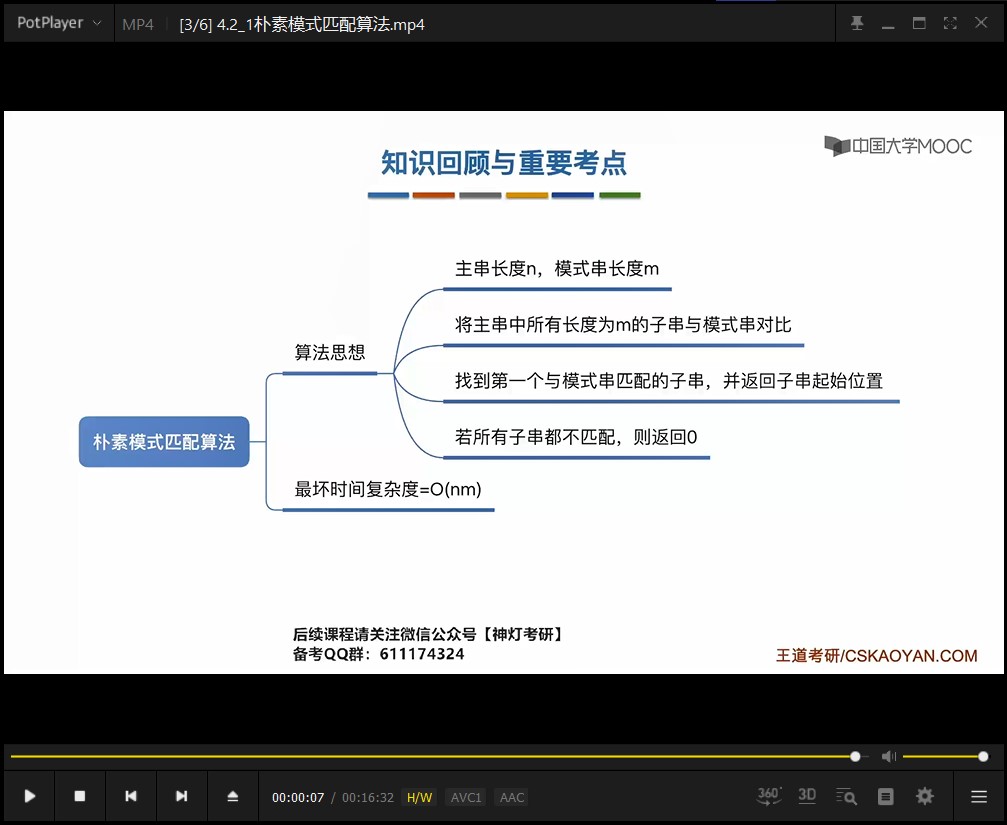 PotPlayer MP4 [3/6] 4.2_1朴素模式匹配算法.mp4
中国大学MOOC
知识回顾与重要考点
主串长度n，模式串长度m
将主串中所有长度为m的子串与模式串对比
算法思想
找到第一个与模式串匹配的子串，并返回子串起始位置
若所有子串都不匹配，则返回0
朴素模式匹配算法
最坏时间复杂度=O(nm)
后续课程请关注微信公众号【神灯考研】
备考QQ群：611174324
王道考研/CSKAOYAN.COM
00:00:07 / 00:16:32 H/W AVC1 AAC 360° 3D